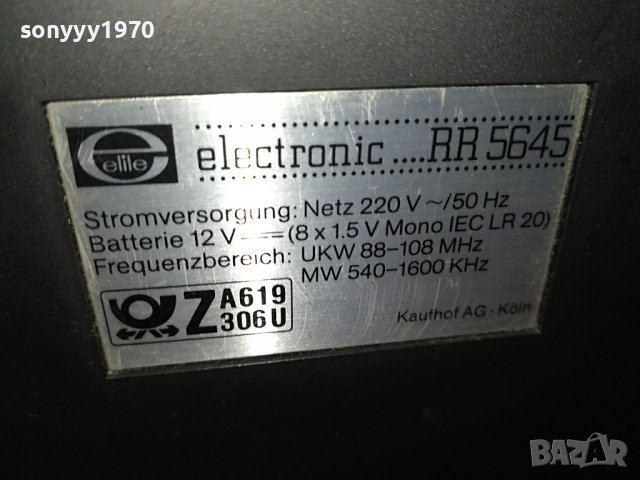 sonyyy1970
elite electronic ....RR 5645
Stromversorgung: Netz 220 V ~/50 Hz
Batterie 12 V (8 x 1.5 V Mono IEC LR 20)
Frequenzbereich: UKW 88–108 MHz
MW 540–1600 KHz
Z A619
306 U
Kaufhof AG · Köln
BAZAR